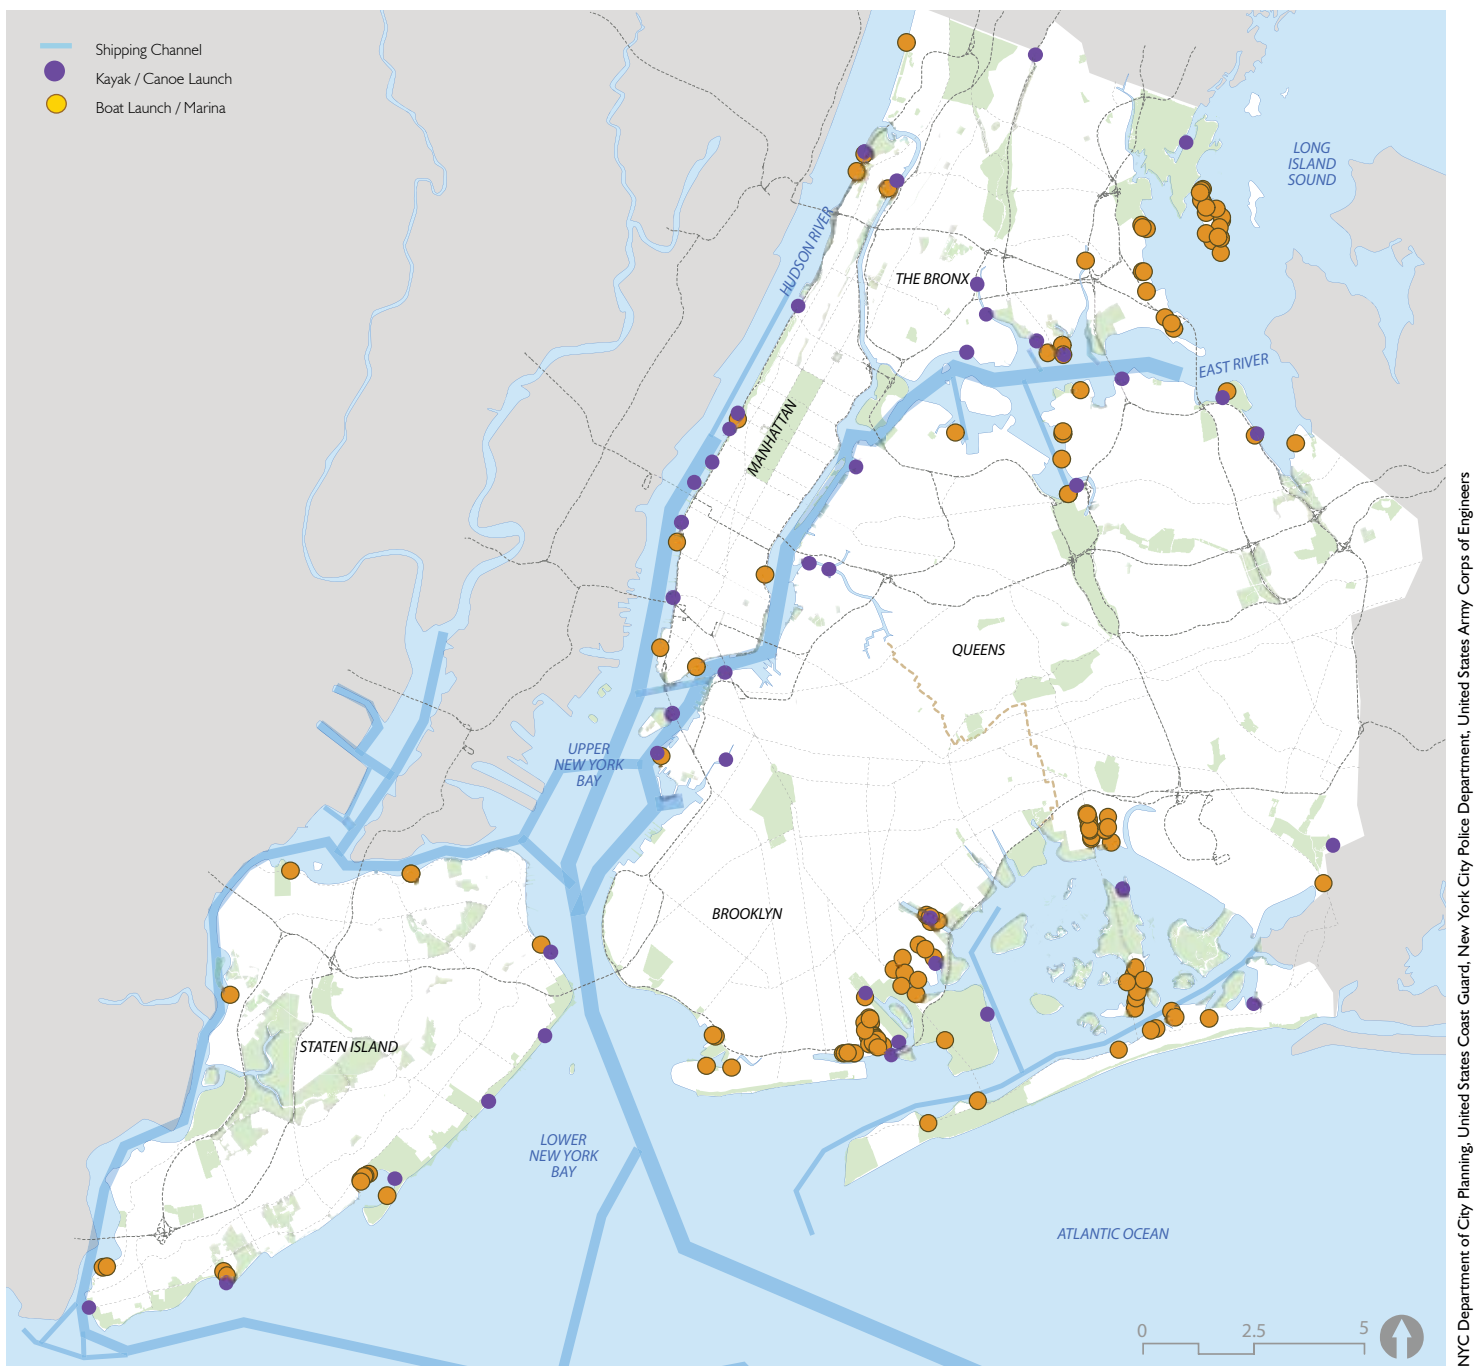 Shipping Channel
Kayak / Canoe Launch
Boat Launch / Marina
LONG
ISLAND
SOUND
HUDSON RIVER
THE BRONX
EAST RIVER
MANHATTAN
QUEENS
UPPER
NEW YORK
BAY
BROOKLYN
STATEN ISLAND
LOWER
NEW YORK
BAY
ATLANTIC OCEAN
0 2.5 5
NYC Department of City Planning, United States Coast Guard, New York City Police Department, United States Army Corps of Engineers